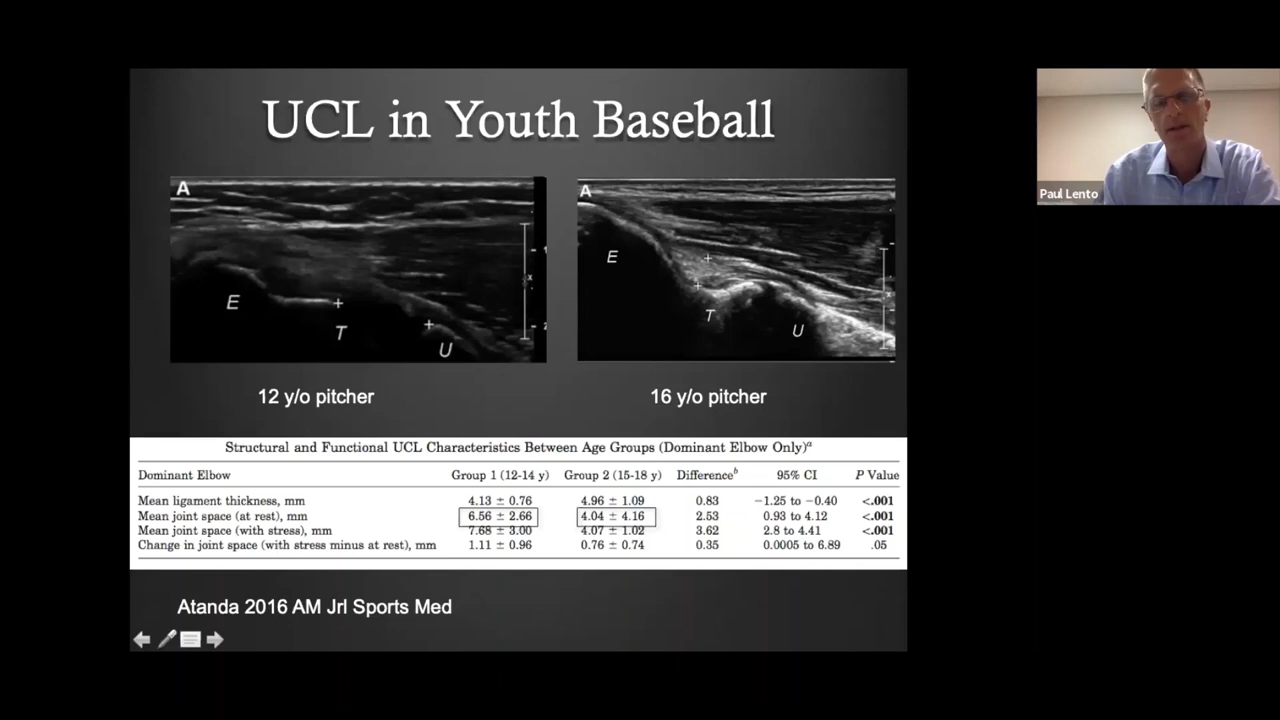 UCL in Youth Baseball
A
E
T
U
A
E
T
U
12 y/o pitcher
16 y/o pitcher
Structural and Functional UCL Characteristics Between Age Groups (Dominant Elbow Only)a
Dominant Elbow Group 1 (12-14 y) Group 2 (15-18 y) Differenceb 95% CI P Value
Mean ligament thickness, mm 4.13 ± 0.76 4.96 ± 1.09 0.83 −1.25 to −0.40 <.001
Mean joint space (at rest), mm 6.56 ± 2.66 4.04 ± 4.16 2.53 0.93 to 4.12 <.001
Mean joint space (with stress), mm 7.68 ± 3.00 4.07 ± 1.02 3.62 2.8 to 4.41 <.001
Change in joint space (with stress minus at rest), mm 1.11 ± 0.96 0.76 ± 0.74 0.35 0.0005 to 6.89 .05
Atanda 2016 AM Jrl Sports Med
Paul Lento